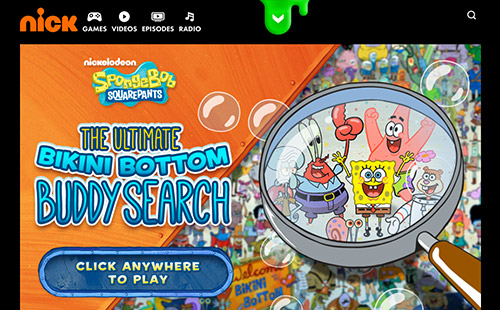 nick
GAMES VIDEOS EPISODES RADIO
nickelodeon
SpongeBob
SQUAREPANTS
THE ULTIMATE
BIKINI BOTTOM
BUDDY SEARCH
CLICK ANYWHERE
TO PLAY
Welcome
BIKINI
BOTTOM